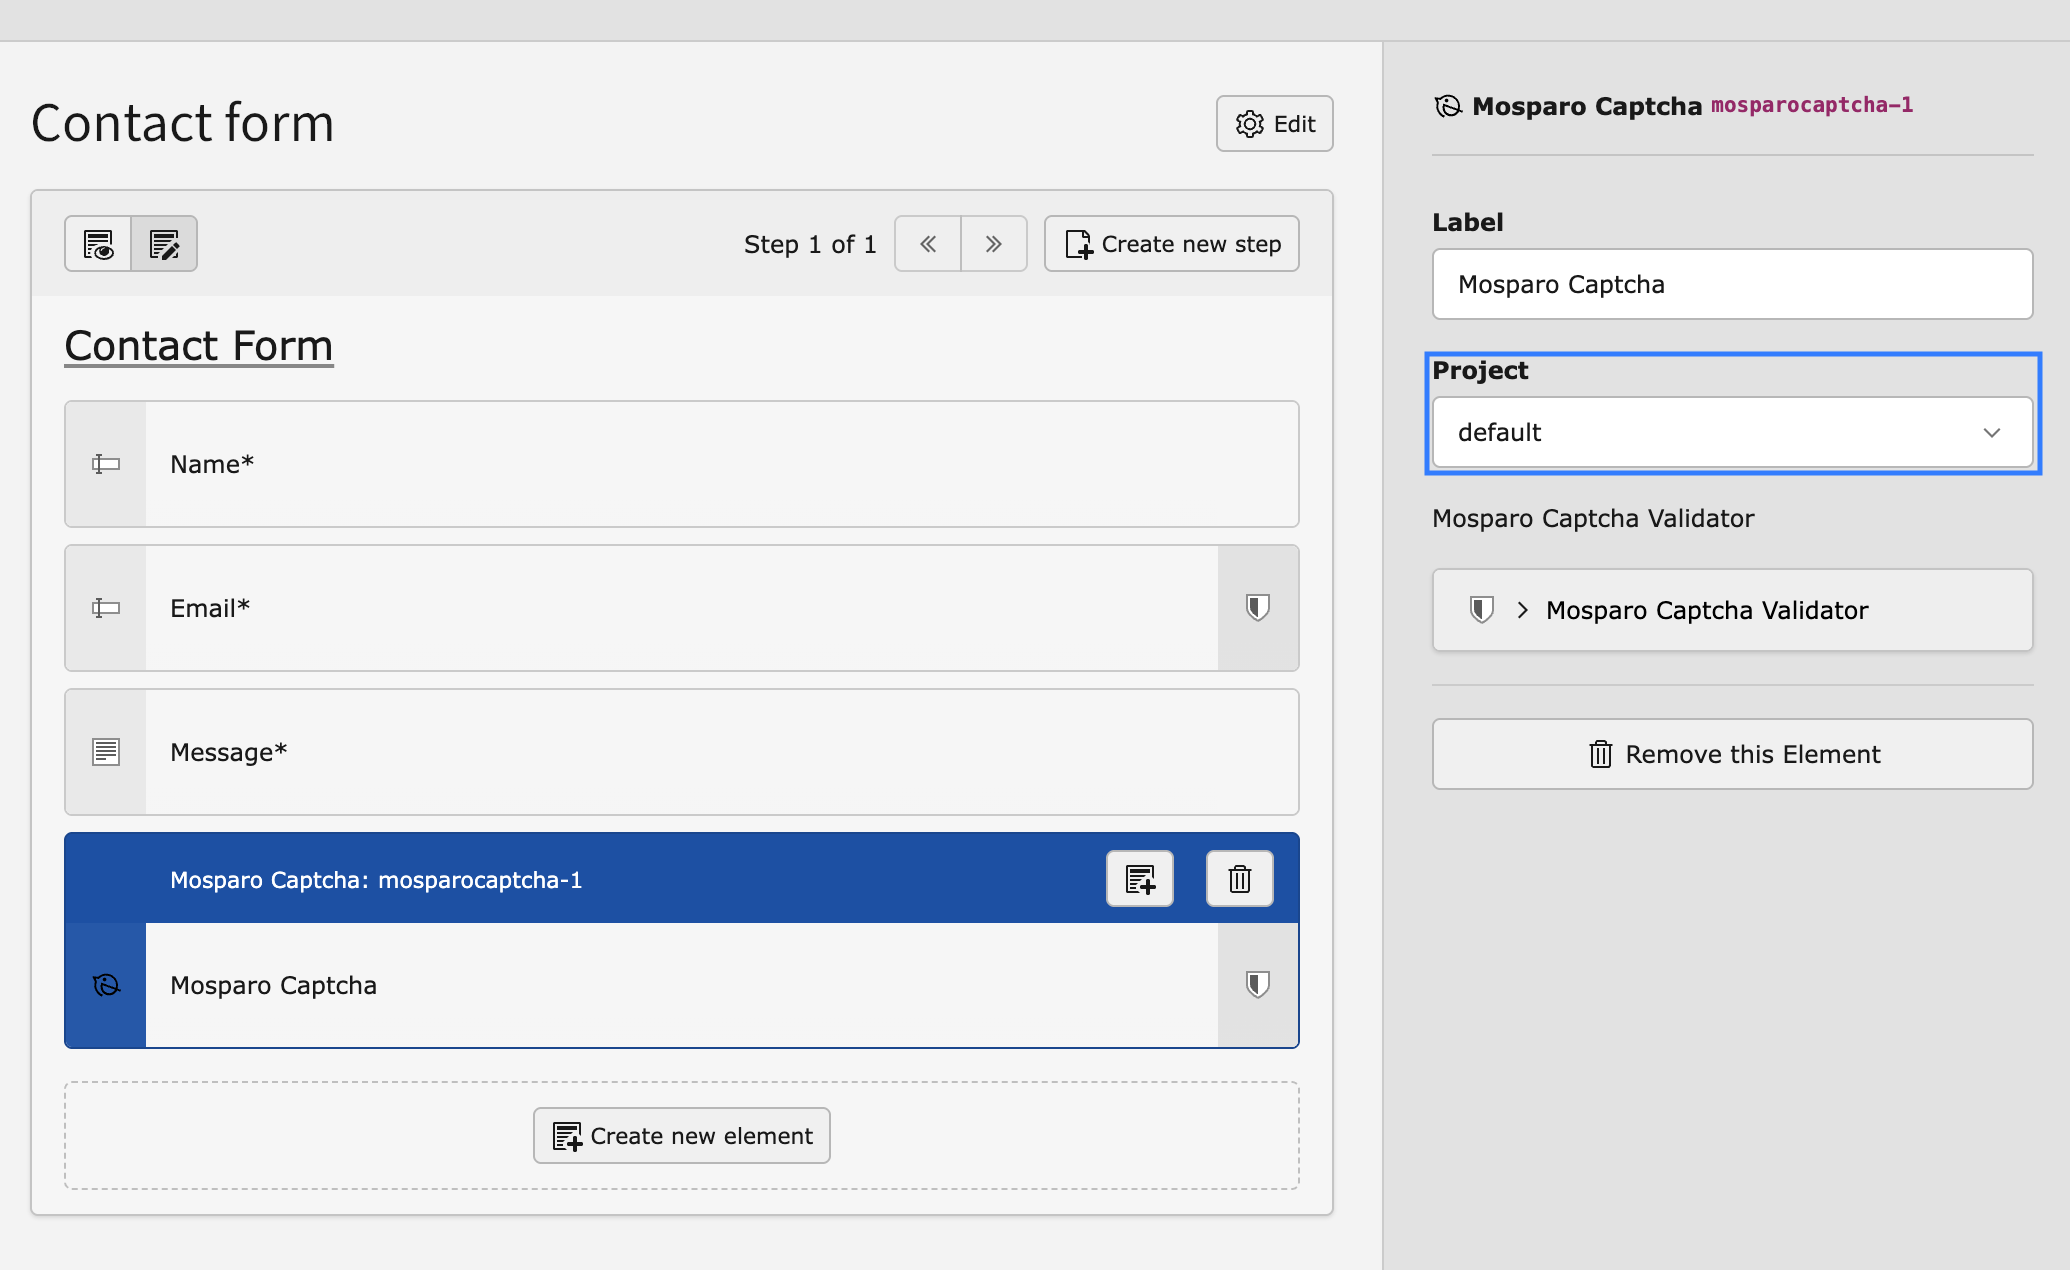 Contact form
Edit
Step 1 of 1
Create new step
Contact Form
Name*
Email*
Message*
Mosparo Captcha: mosparocaptcha-1
Mosparo Captcha
Create new element
Mosparo Captcha mosparocaptcha-1
Label
Mosparo Captcha
Project
default
Mosparo Captcha Validator
Mosparo Captcha Validator
Remove this Element